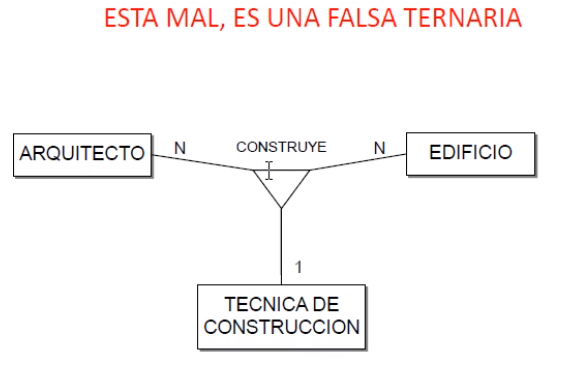 ESTA MAL, ES UNA FALSA TERNARIA
ARQUITECTO
N
CONSTRUYE
N
EDIFICIO
1
TECNICA DE
CONSTRUCCION